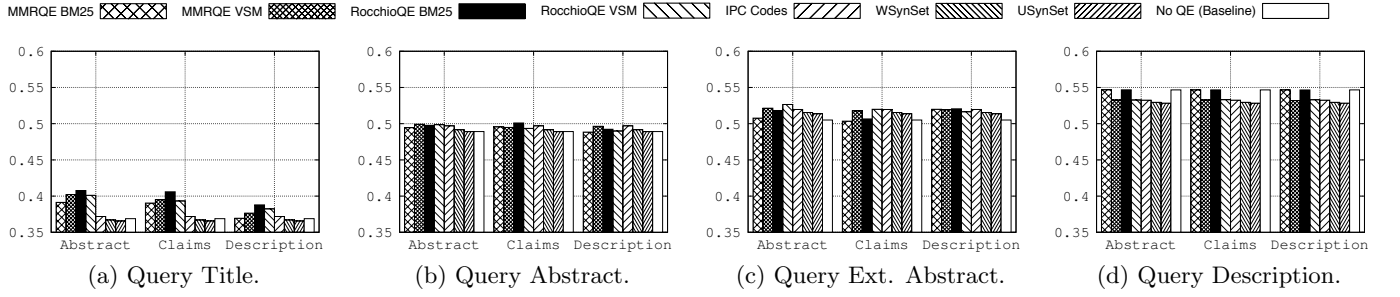 MMRQE BM25 MMRQE VSM RocchioQE BM25 RocchioQE VSM IPC Codes WSynSet USynSet No QE (Baseline)
0.6 0.6 0.6 0.6
0.55 0.55 0.55 0.55
0.5 0.5 0.5 0.5
0.45 0.45 0.45 0.45
0.4 0.4 0.4 0.4
0.35 0.35 0.35 0.35
Abstract Claims Description Abstract Claims Description Abstract Claims Description Abstract Claims Description
(a) Query Title. (b) Query Abstract. (c) Query Ext. Abstract. (d) Query Description.